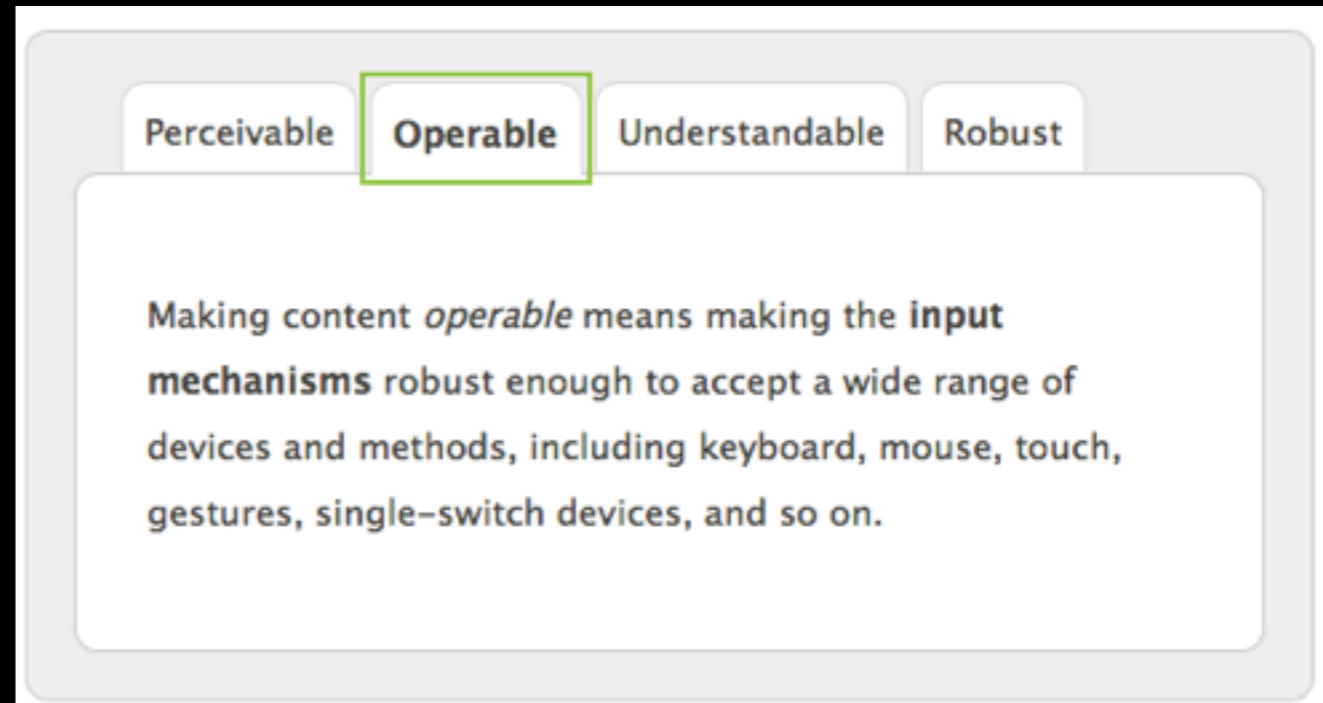 Perceivable Operable Understandable Robust
Making content operable means making the input
mechanisms robust enough to accept a wide range of
devices and methods, including keyboard, mouse, touch,
gestures, single-switch devices, and so on.